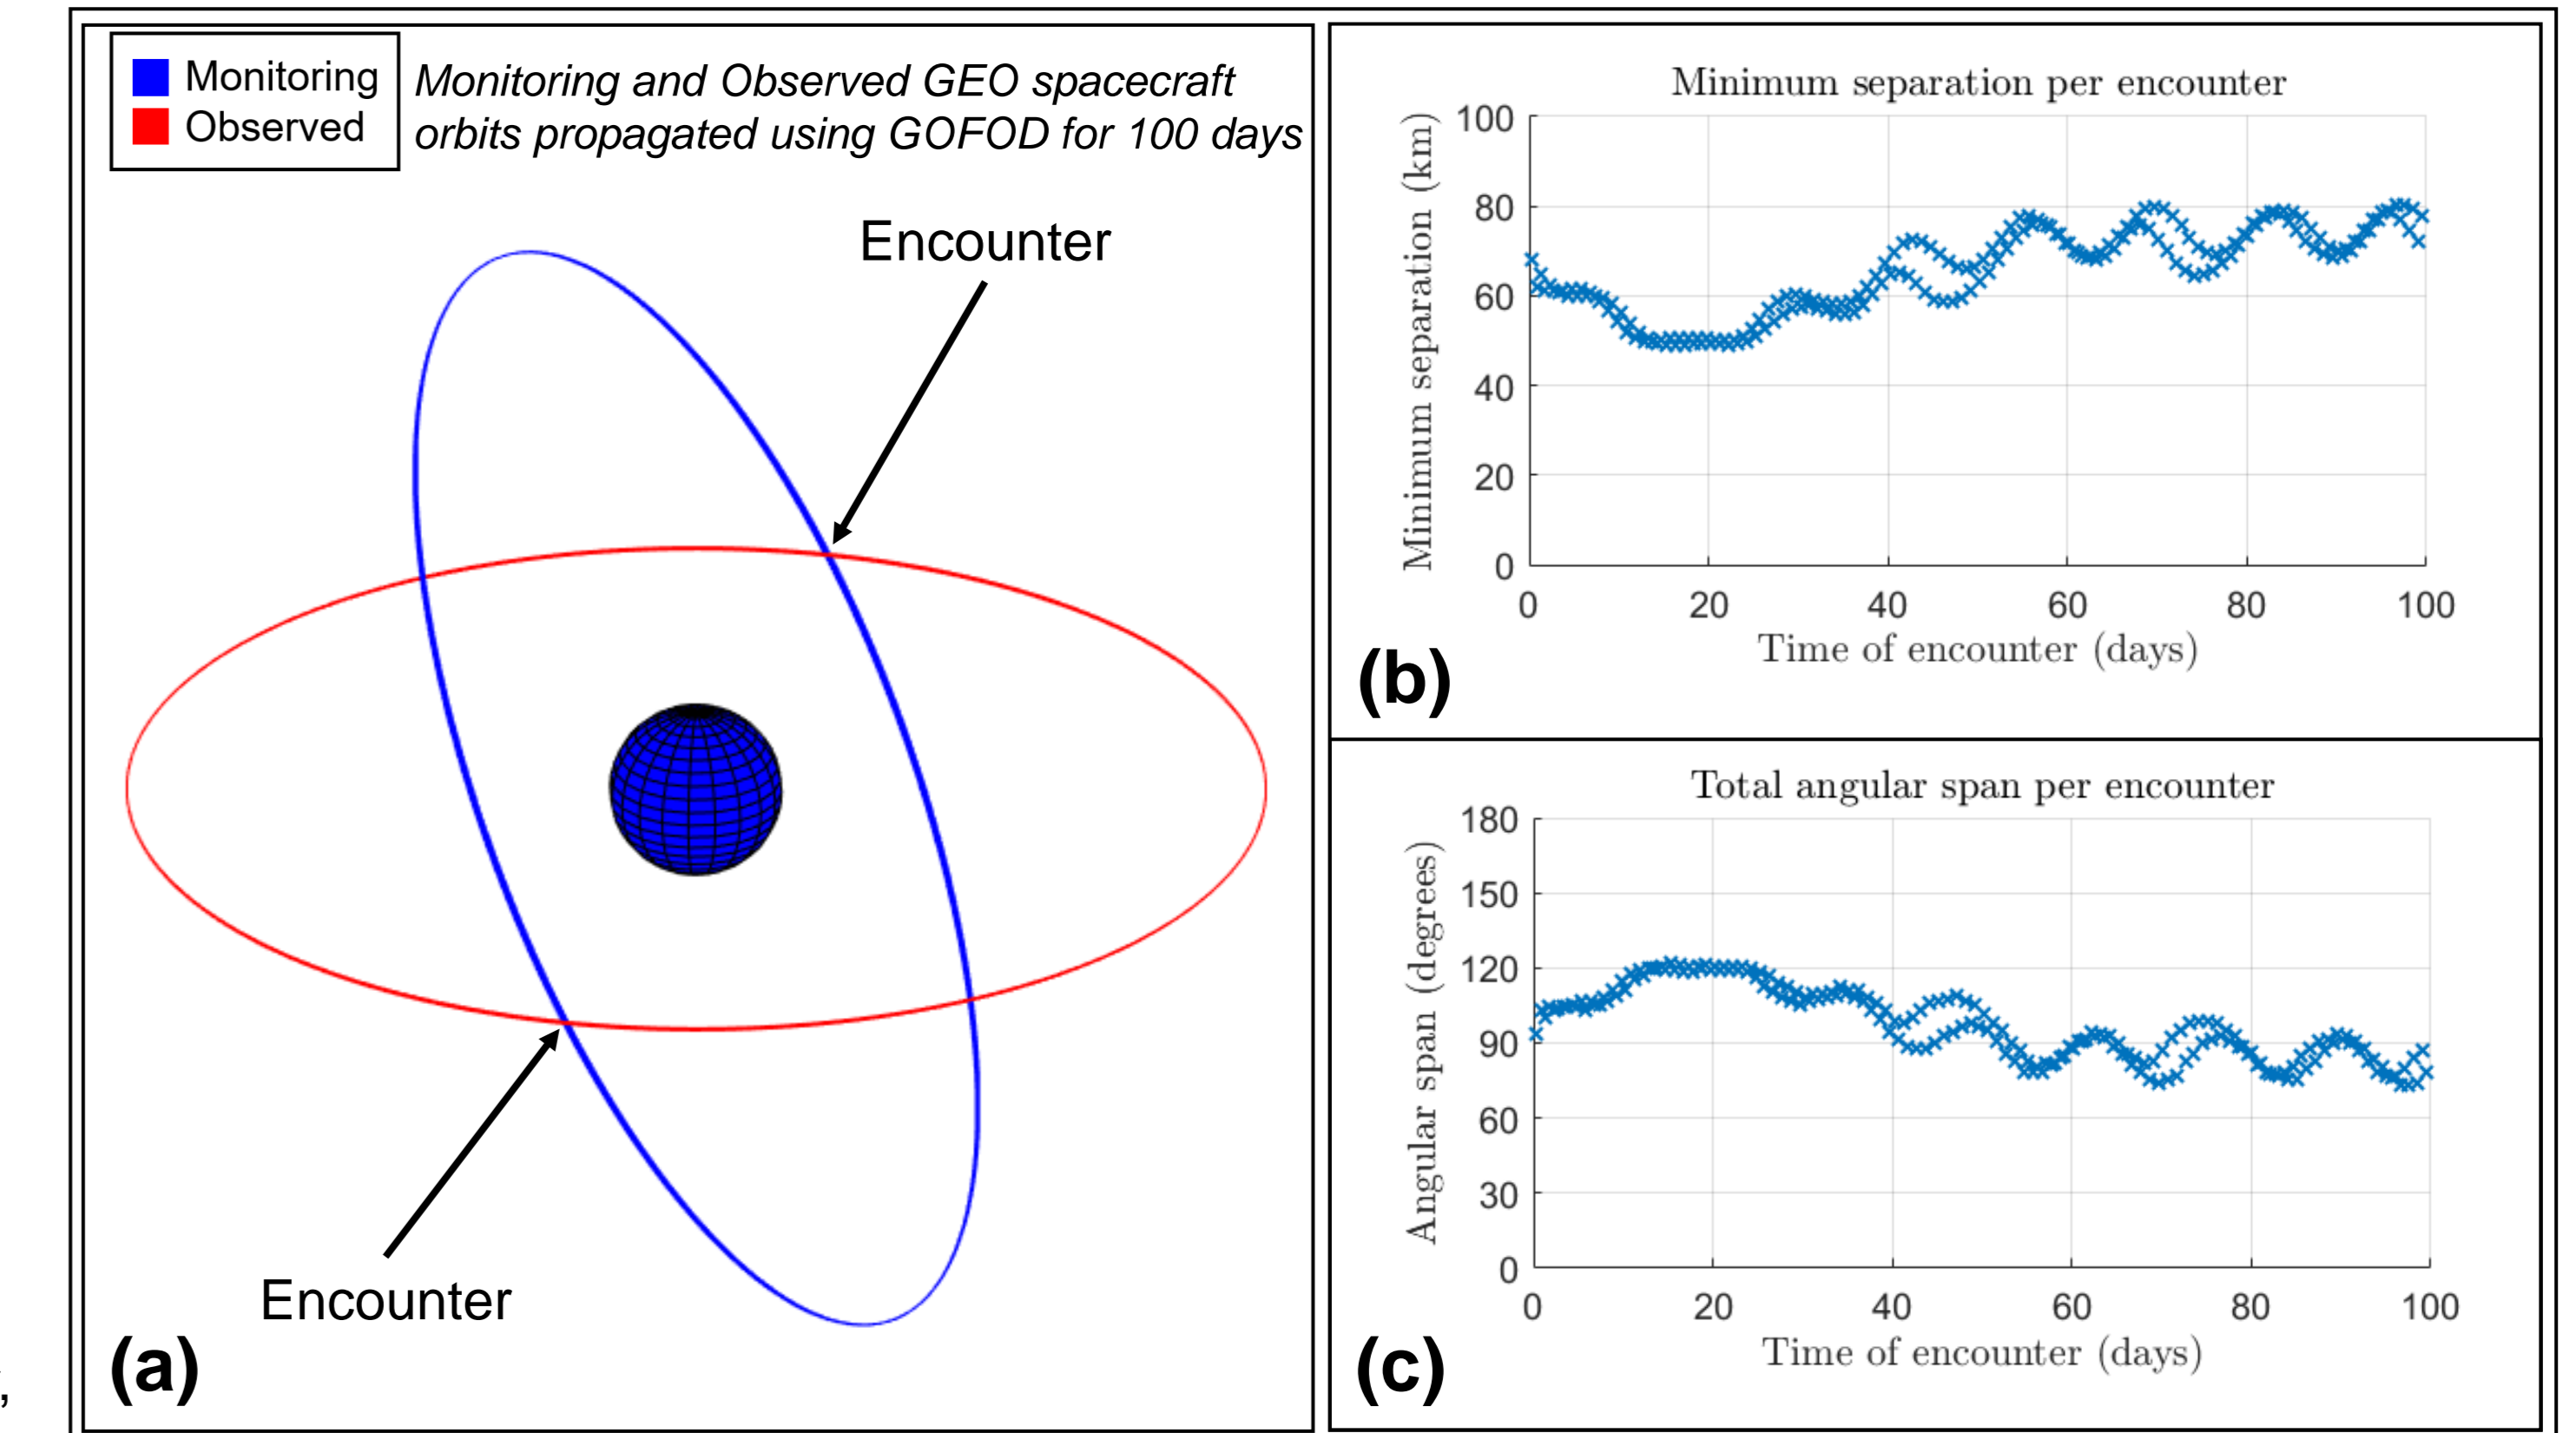 Monitoring
Observed
Monitoring and Observed GEO spacecraft
orbits propagated using GOFOD for 100 days
Encounter
Encounter
(a)
,
Minimum separation per encounter
Minimum separation (km)
100
80
60
40
20
0
0 20 40 60 80 100
Time of encounter (days)
(b)
Total angular span per encounter
Angular span (degrees)
180
150
120
90
60
30
0
0 20 40 60 80 100
Time of encounter (days)
(c)